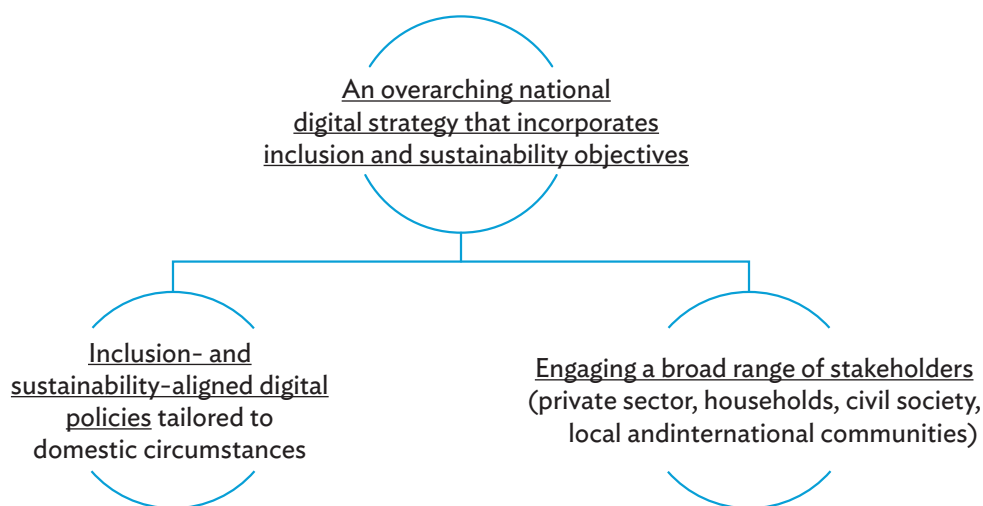 An overarching national
digital strategy that incorporates
inclusion and sustainability objectives
Inclusion- and
sustainability-aligned digital
policies tailored to
domestic circumstances
Engaging a broad range of stakeholders
(private sector, households, civil society,
local andinternational communities)